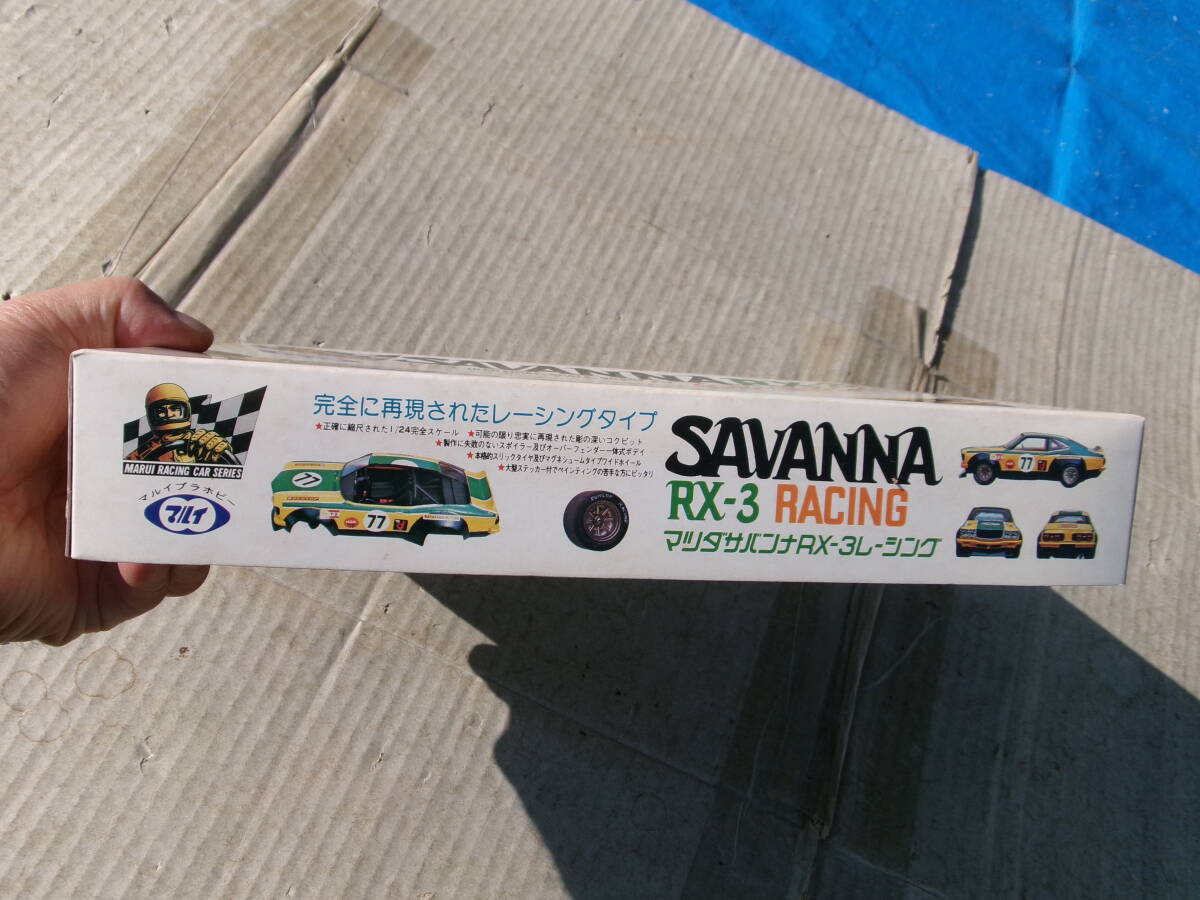 SAVANNA RX
MARUI RACING CAR SERIES
マルイプラホビー
マルイ
完全に再現されたレーシングタイプ
★正確に縮尺された1/24完全スケール ★可能の限り忠実に再現された彫の深いコクピット
★製作に失敗のないスポイラー及びオーバーフェンダー一体式ボデイ
★本格的スリックタイヤ及びマグネシュームタイプワイドホイール
★大型ステッカー付でペインティングの苦手な方にピッタリ
77
77
DUNLOP
SAVANNA
RX-3 RACING
マツダサバンナRX-3レーシング
77